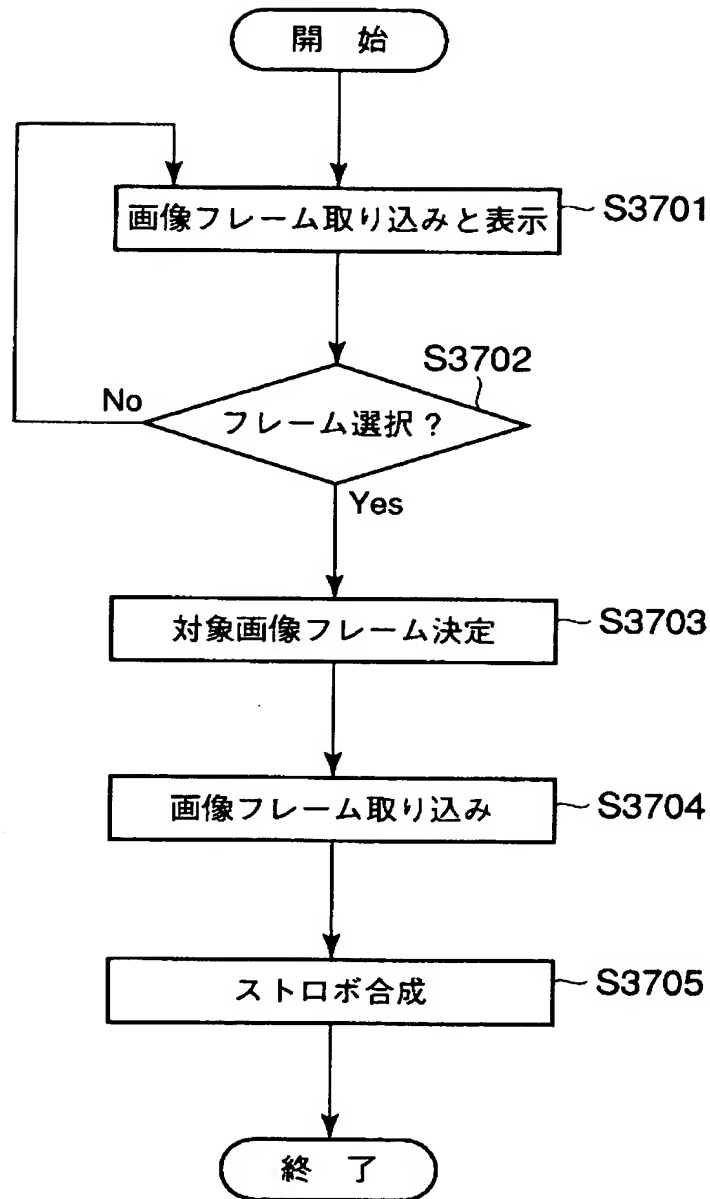 開 始
画像フレーム取り込みと表示
S3701
S3702
No
フレーム選択?
Yes
対象画像フレーム決定
S3703
画像フレーム取り込み
S3704
ストロボ合成
S3705
終 了